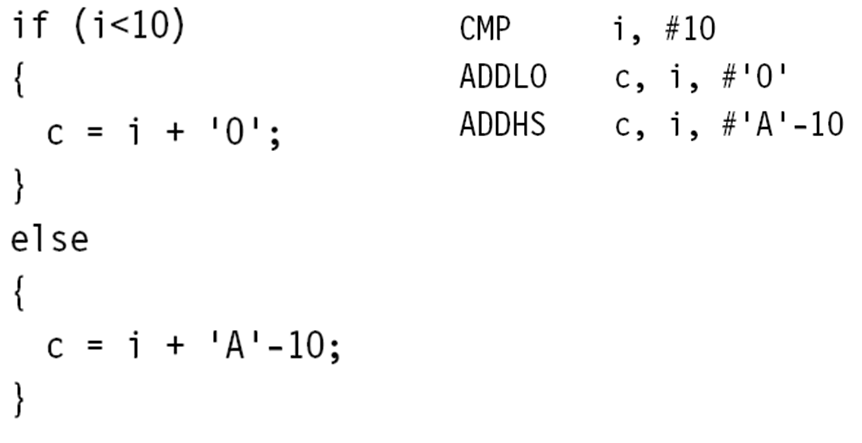 if (i<10)
{
  c = i + '0';
}
else
{
  c = i + 'A'-10;
}
CMP     i, #10
ADDLO   c, i, #'0'
ADDHS   c, i, #'A'-10